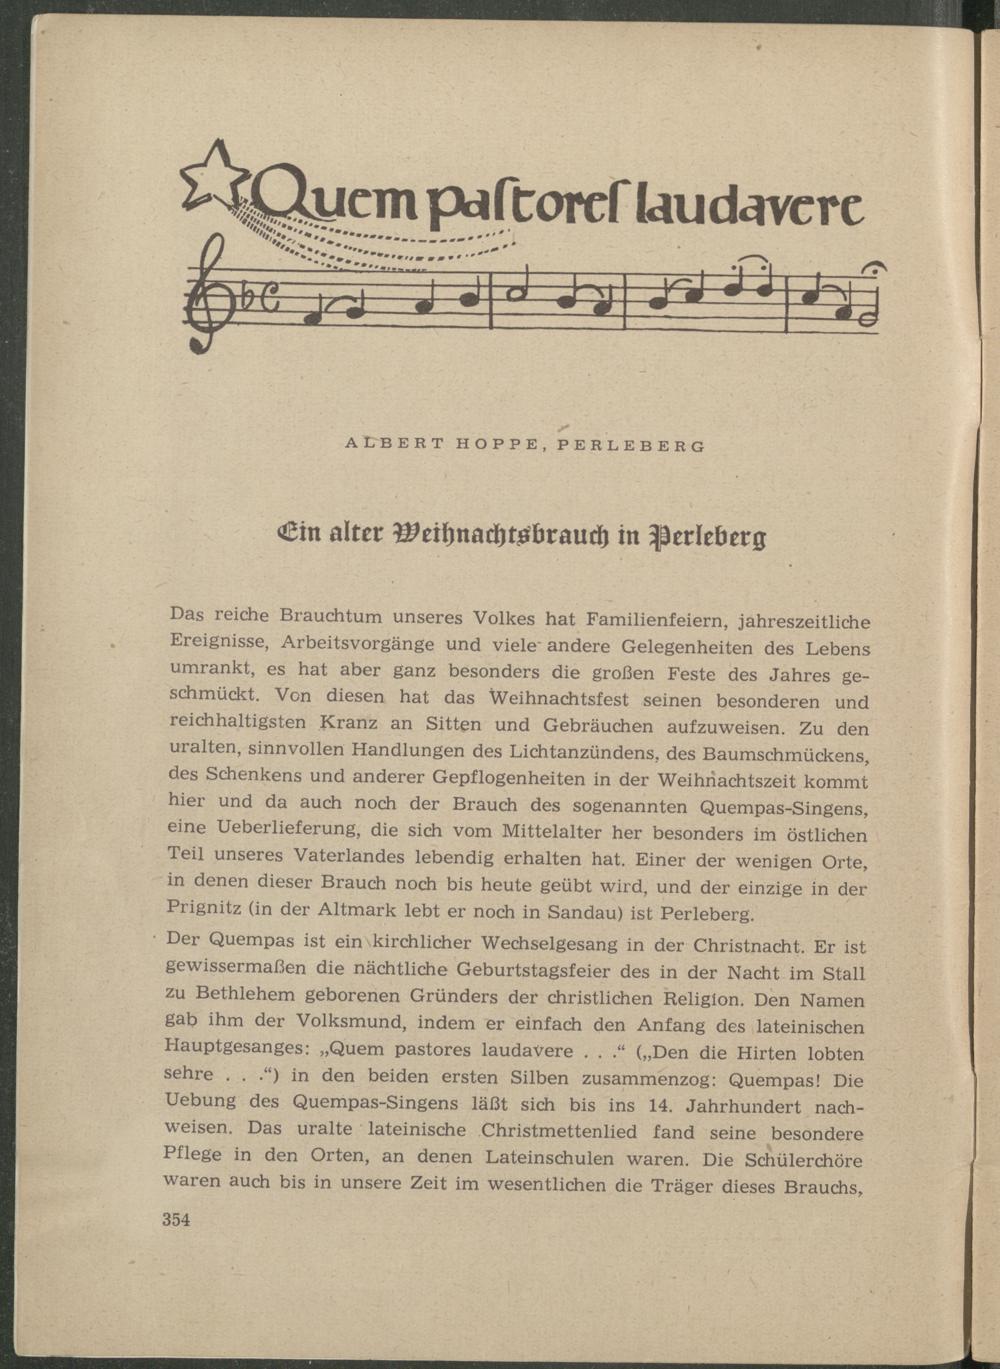 Quem paſtoreſ laudavere
ALBERT HOPPE, PERLEBERG
Ein alter Weihnachtsbrauch in Perleberg
Das reiche Brauchtum unseres Volkes hat Familienfeiern, jahreszeitliche
Ereignisse, Arbeitsvorgänge und viele andere Gelegenheiten des Lebens
umrankt, es hat aber ganz besonders die großen Feste des Jahres ge-
schmückt. Von diesen hat das Weihnachtsfest seinen besonderen und
reichhaltigsten Kranz an Sitten und Gebräuchen aufzuweisen. Zu den
uralten, sinnvollen Handlungen des Lichtanzündens, des Baumschmückens,
des Schenkens und anderer Gepflogenheiten in der Weihnachtszeit kommt
hier und da auch noch der Brauch des sogenannten Quempas-Singens,
eine Ueberlieferung, die sich vom Mittelalter her besonders im östlichen
Teil unseres Vaterlandes lebendig erhalten hat. Einer der wenigen Orte,
in denen dieser Brauch noch bis heute geübt wird, und der einzige in der
Prignitz (in der Altmark lebt er noch in Sandau) ist Perleberg.
Der Quempas ist ein kirchlicher Wechselgesang in der Christnacht. Er ist
gewissermaßen die nächtliche Geburtstagsfeier des in der Nacht im Stall
zu Bethlehem geborenen Gründers der christlichen Religion. Den Namen
gab ihm der Volksmund, indem er einfach den Anfang des lateinischen
Hauptgesanges: „Quem pastores laudavere . . .“ („Den die Hirten lobten
sehre . . .“) in den beiden ersten Silben zusammenzog: Quempas! Die
Uebung des Quempas-Singens läßt sich bis ins 14. Jahrhundert nach-
weisen. Das uralte lateinische Christmettenlied fand seine besondere
Pflege in den Orten, an denen Lateinschulen waren. Die Schülerchöre
waren auch bis in unsere Zeit im wesentlichen die Träger dieses Brauchs,
354